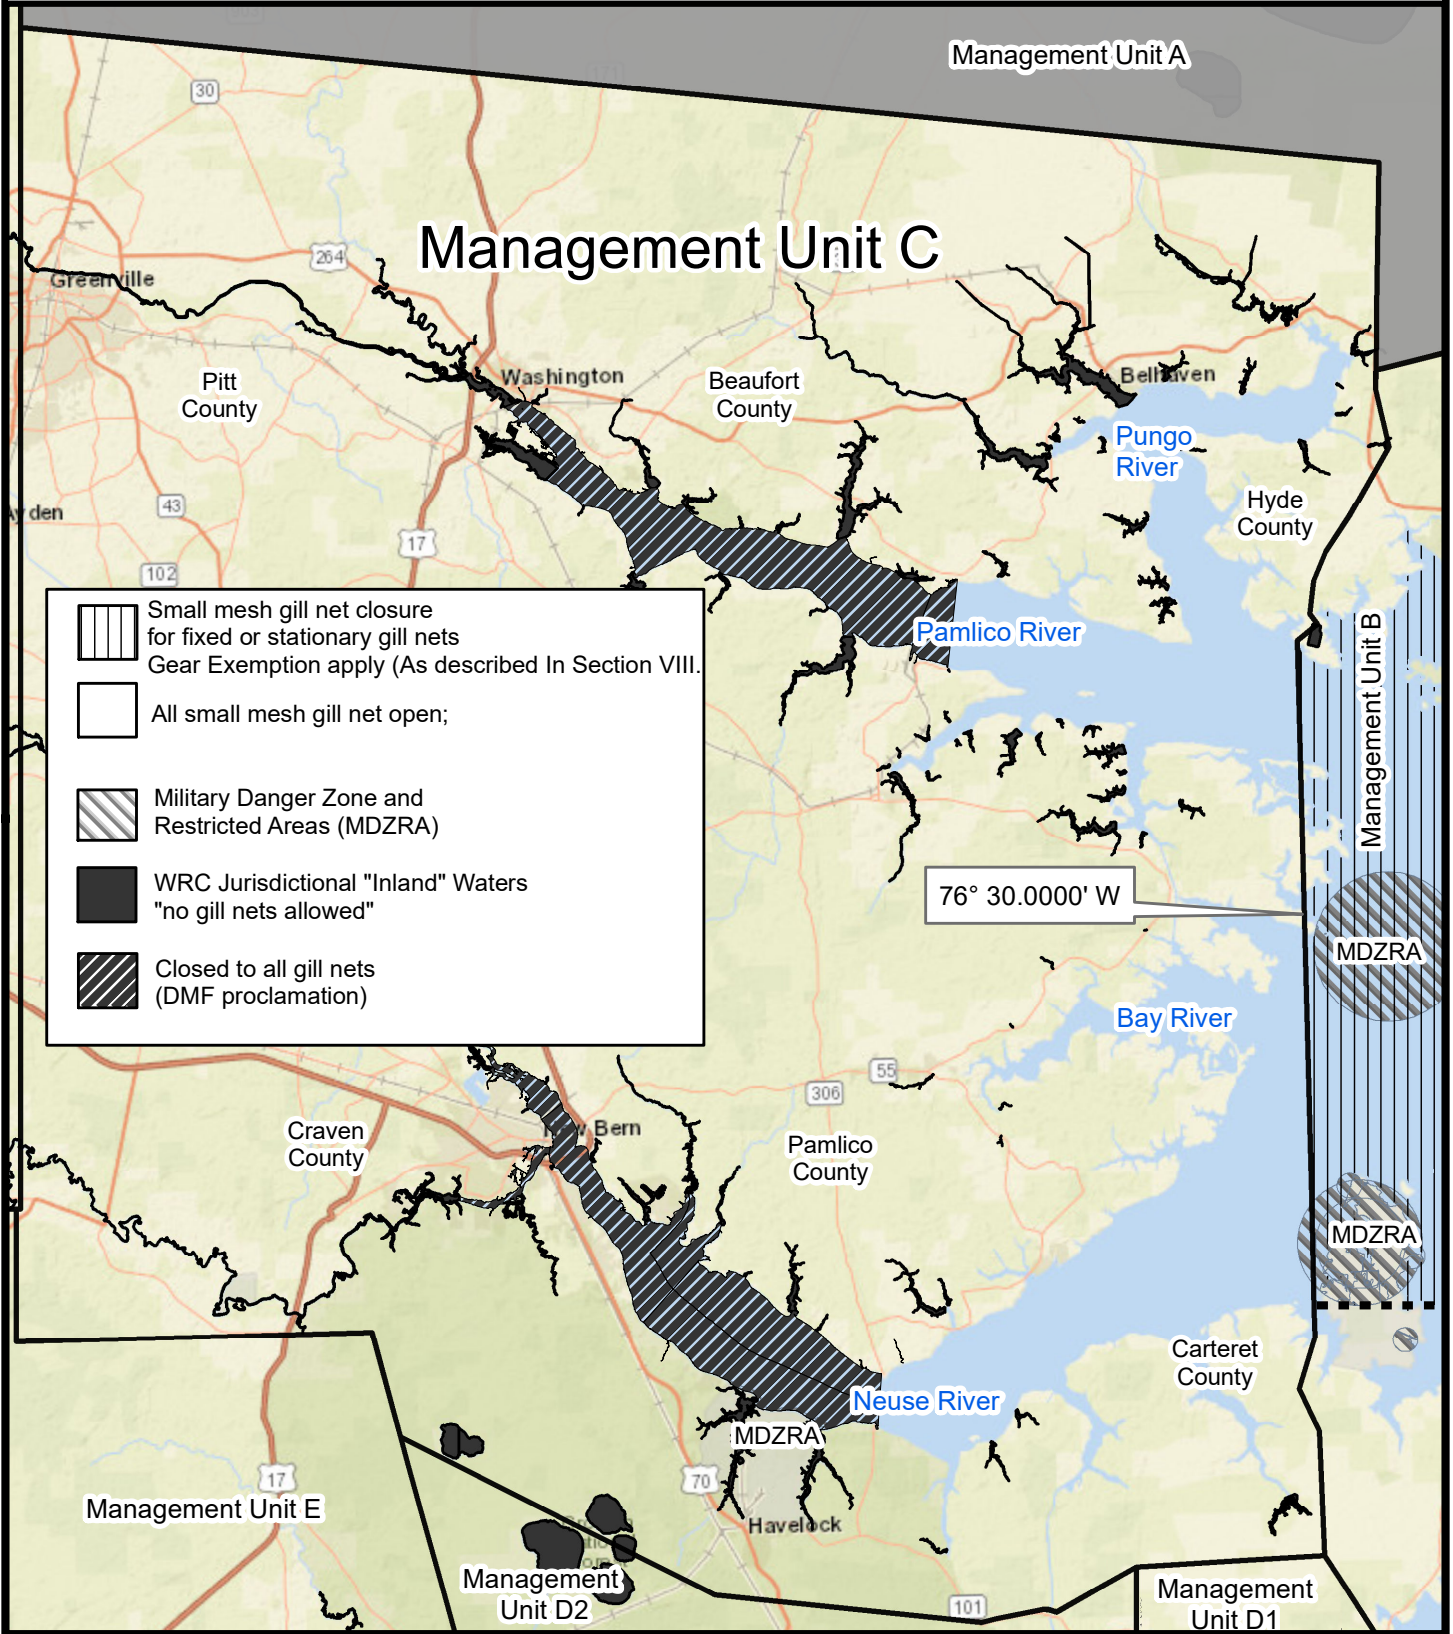 Management Unit A
30
171
Management Unit C
264
Greenville
Pitt
County
Washington
Beaufort
County
Belhaven
Pungo
River
Hyde
County
43
Ayden
17
102
Small mesh gill net closure
for fixed or stationary gill nets
Gear Exemption apply (As described In Section VIII.
All small mesh gill net open;
Military Danger Zone and
Restricted Areas (MDZRA)
WRC Jurisdictional "Inland" Waters
"no gill nets allowed"
Closed to all gill nets
(DMF proclamation)
Pamlico River
Management Unit B
76° 30.0000' W
MDZRA
Bay River
55
306
Craven
County
New Bern
Pamlico
County
MDZRA
Carteret
County
Neuse River
MDZRA
17
70
Management Unit E
Havelock
Management
Unit D2
101
Management
Unit D1